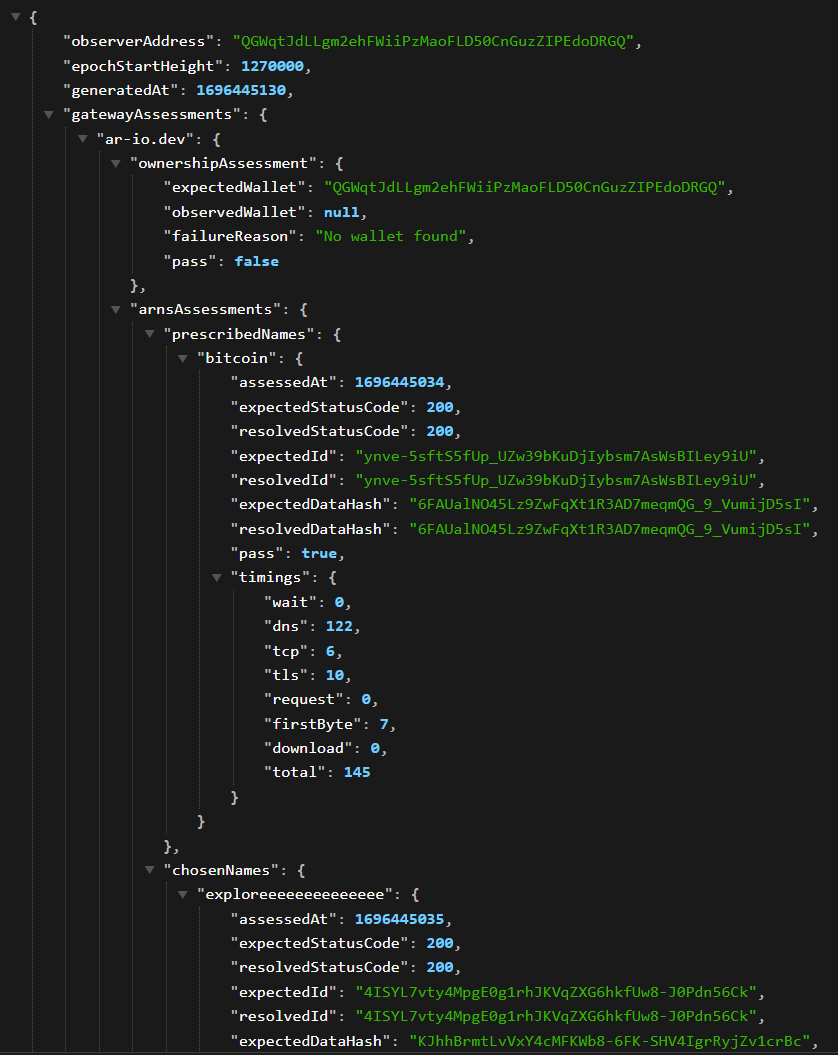 {
"observerAddress": "QGWqtJdLLgm2ehFWiiPzMaoFLD50CnGuzZIPEdoDRGQ",
"epochStartHeight": 1270000,
"generatedAt": 1696445130,
"gatewayAssessments": {
"ar-io.dev": {
"ownershipAssessment": {
"expectedWallet": "QGWqtJdLLgm2ehFWiiPzMaoFLD50CnGuzZIPEdoDRGQ",
"observedWallet": null,
"failureReason": "No wallet found",
"pass": false
},
"arnsAssessments": {
"prescribedNames": {
"bitcoin": {
"assessedAt": 1696445034,
"expectedStatusCode": 200,
"resolvedStatusCode": 200,
"expectedId": "ynve-5sftS5fUp_UZw39bKuDjIybsm7AsWsBILey9iU",
"resolvedId": "ynve-5sftS5fUp_UZw39bKuDjIybsm7AsWsBILey9iU",
"expectedDataHash": "6FAUalNO45Lz9ZwFqXt1R3AD7meqmQG_9_VumijD5sI",
"resolvedDataHash": "6FAUalNO45Lz9ZwFqXt1R3AD7meqmQG_9_VumijD5sI",
"pass": true,
"timings": {
"wait": 0,
"dns": 122,
"tcp": 6,
"tls": 10,
"request": 0,
"firstByte": 7,
"download": 0,
"total": 145
}
}
},
"chosenNames": {
"exploreeeeeeeeeeeeee": {
"assessedAt": 1696445035,
"expectedStatusCode": 200,
"resolvedStatusCode": 200,
"expectedId": "4ISYL7vty4MpgE0g1rhJKVqZXG6hkfUw8-J0Pdn56Ck",
"resolvedId": "4ISYL7vty4MpgE0g1rhJKVqZXG6hkfUw8-J0Pdn56Ck",
"expectedDataHash": "KJhhBrmtLvVxY4cMFKWb8-6FK-SHV4IgrRyjZv1crBc",